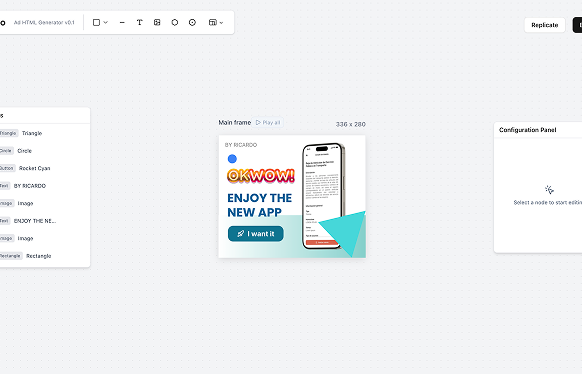 o
Ad HTML Generator v0.1
Replicate
s
Triangle Triangle
Circle Circle
Button Rocket Cyan
Text BY RICARDO
Image Image
Text ENJOY THE NE...
Image Image
Rectangle Rectangle
Main frame
Play all
336 x 280
BY RICARDO
OKWOW!
ENJOY THE
NEW APP
I want it
Configuration Panel
Select a node to start editin